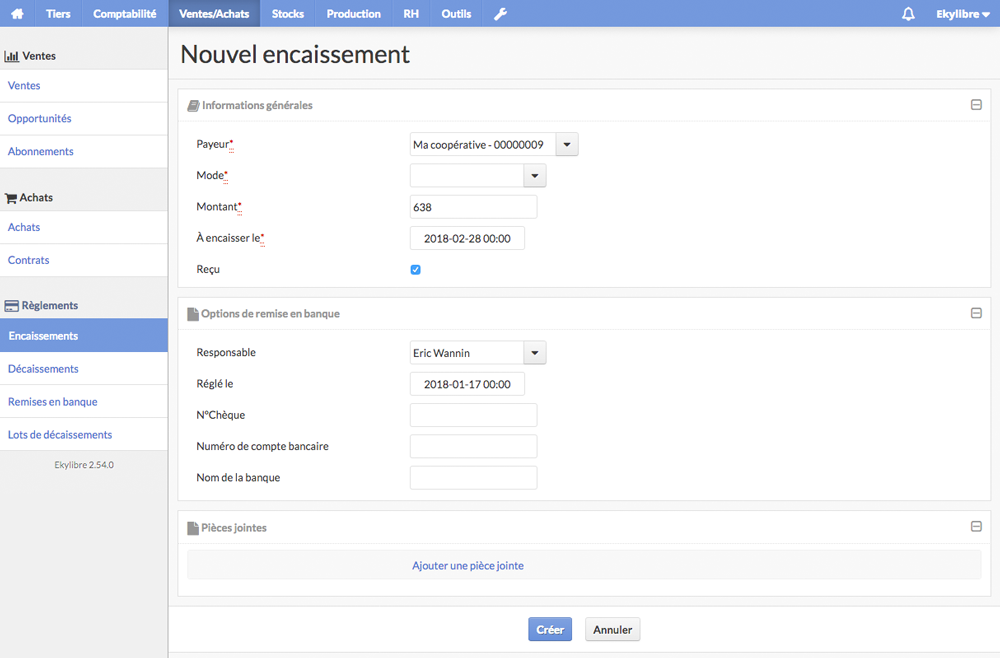 Tiers Comptabilité Ventes/Achats Stocks Production RH Outils Ekylibre
Ventes
Ventes
Opportunités
Abonnements
Achats
Achats
Contrats
Règlements
Encaissements
Décaissements
Remises en banque
Lots de décaissements
Ekylibre 2.54.0
Nouvel encaissement
Informations générales
Payeur* Ma coopérative - 00000009
Mode*
Montant* 638
À encaisser le* 2018-02-28 00:00
Reçu
Options de remise en banque
Responsable Eric Wannin
Réglé le 2018-01-17 00:00
N°Chèque
Numéro de compte bancaire
Nom de la banque
Pièces jointes
Ajouter une pièce jointe
Créer Annuler